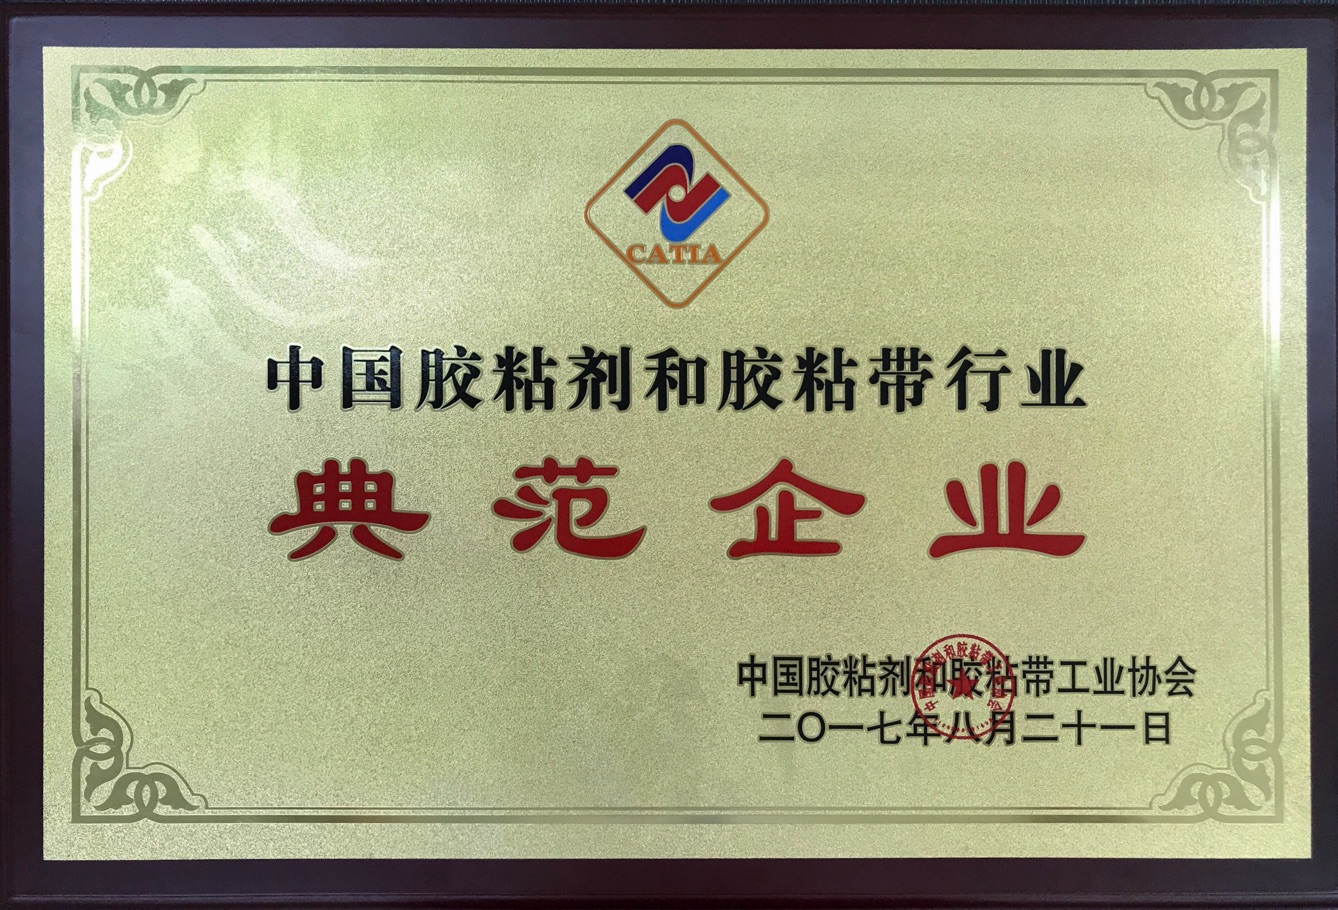 CATIA
中国胶粘剂和胶粘带行业
典范企业
中国胶粘剂和胶粘带工业协会
二〇一七年八月二十一日